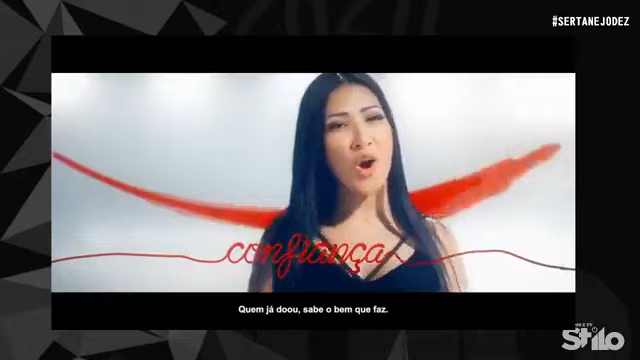 #SERTANEJODEZ
confiança
Quem já doou, sabe o bem que faz.
Stilo